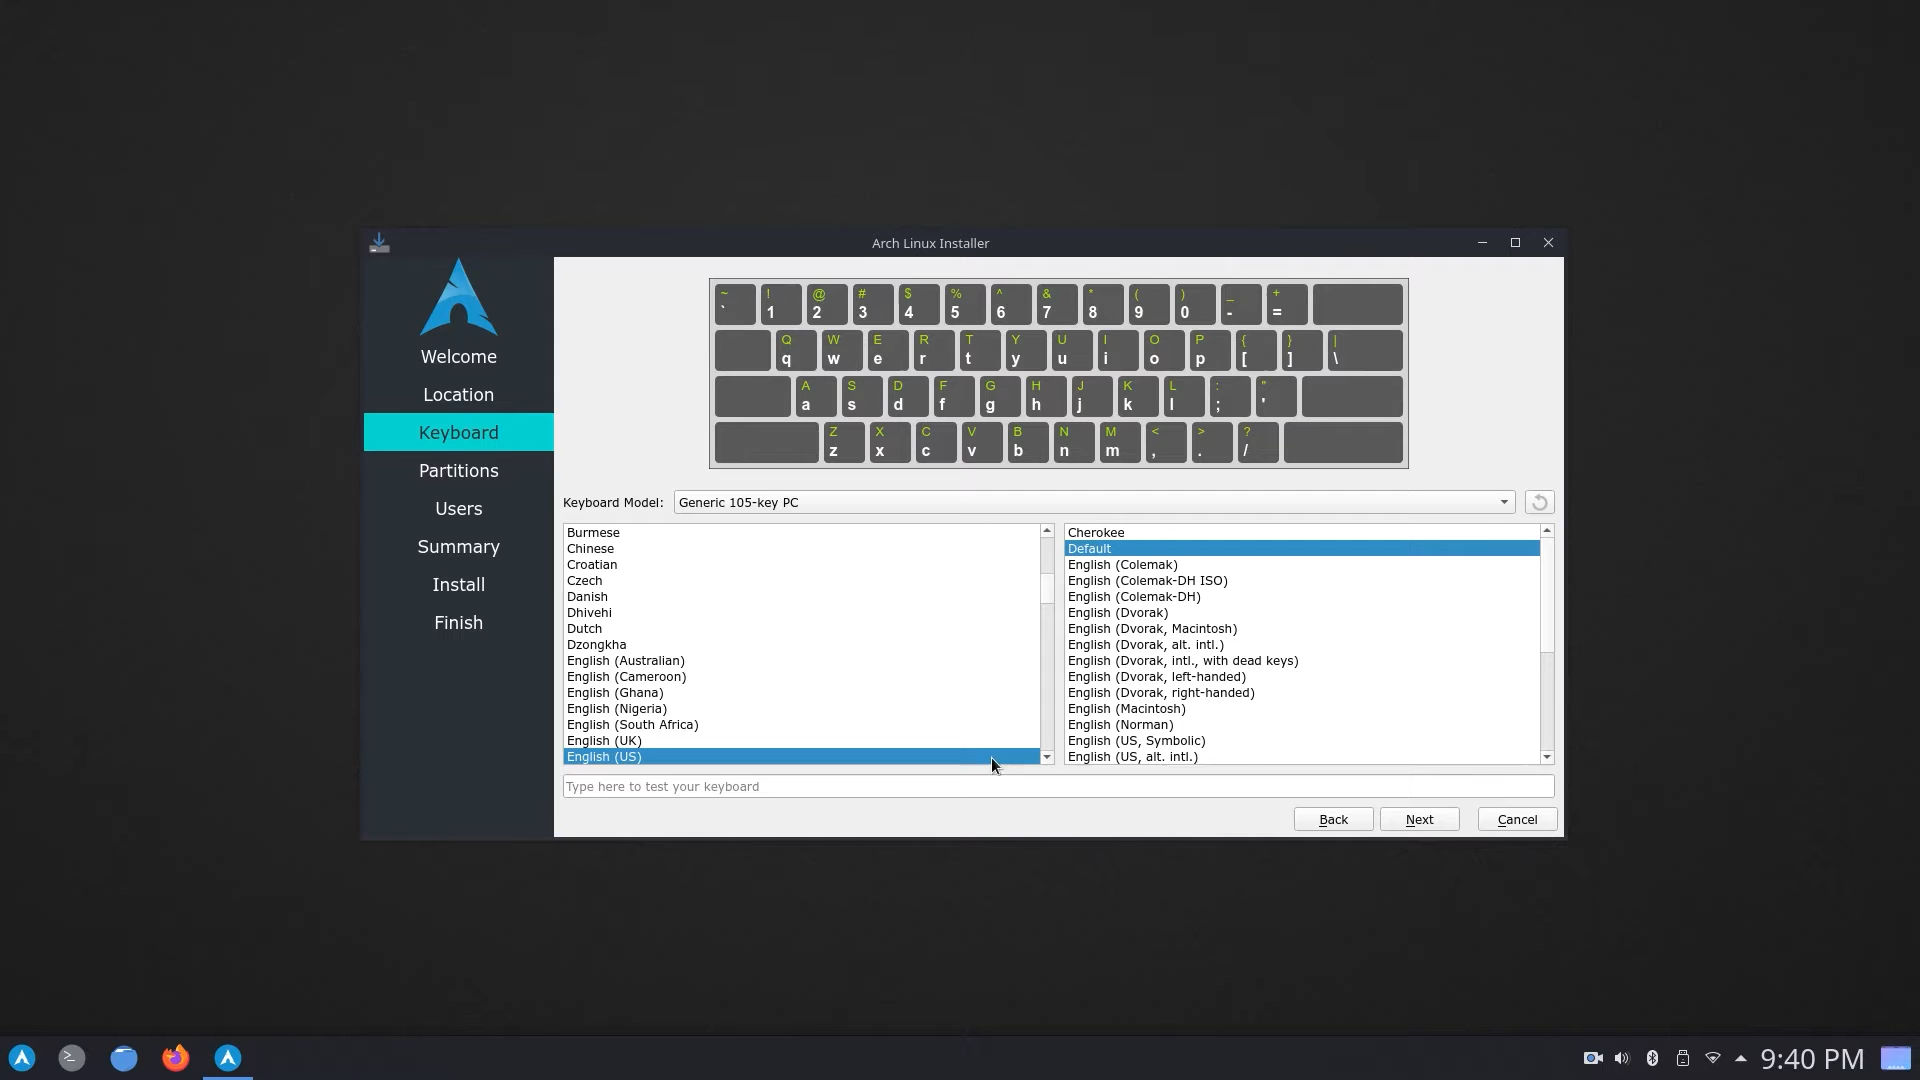 Arch Linux Installer
Welcome
Location
Keyboard
Partitions
Users
Summary
Install
Finish
~ ! @ # $ % ^ & * ( ) _ +
` 1 2 3 4 5 6 7 8 9 0 - =
Q W E R T Y U I O P { } |
q w e r t y u i o p [ ] \
A S D F G H J K L : "
a s d f g h j k l ; '
Z X C V B N M < > ?
z x c v b n m , . /
Keyboard Model: Generic 105-key PC
Burmese
Chinese
Croatian
Czech
Danish
Dhivehi
Dutch
Dzongkha
English (Australian)
English (Cameroon)
English (Ghana)
English (Nigeria)
English (South Africa)
English (UK)
English (US)
Cherokee
Default
English (Colemak)
English (Colemak-DH ISO)
English (Colemak-DH)
English (Dvorak)
English (Dvorak, Macintosh)
English (Dvorak, alt. intl.)
English (Dvorak, intl., with dead keys)
English (Dvorak, left-handed)
English (Dvorak, right-handed)
English (Macintosh)
English (Norman)
English (US, Symbolic)
English (US, alt. intl.)
Type here to test your keyboard
Back Next Cancel
9:40 PM